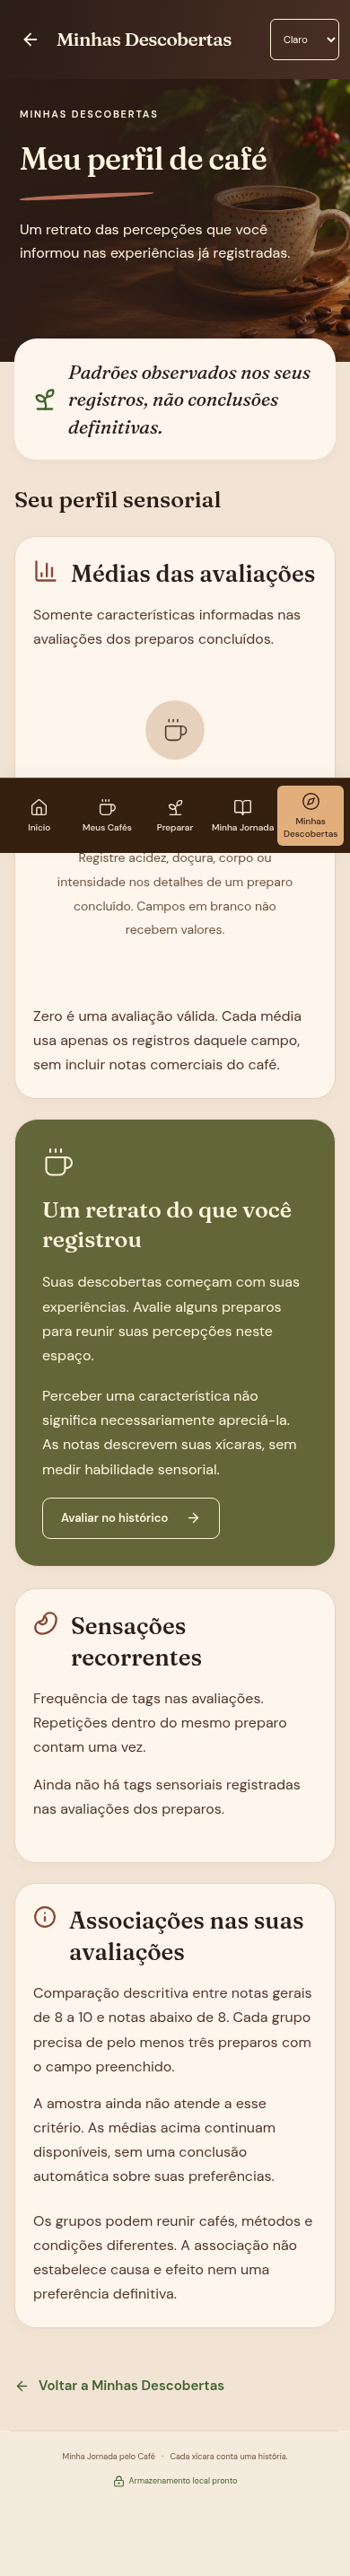 Minhas Descobertas
Claro
MINHAS DESCOBERTAS
Meu perfil de café
Um retrato das percepções que você
informou nas experiências já registradas.
Padrões observados nos seus
registros, não conclusões
definitivas.
Seu perfil sensorial
Médias das avaliações
Somente características informadas nas
avaliações dos preparos concluídos.
Início
Meus Cafés
Preparar
Minha Jornada
Minhas
Descobertas
Registre acidez, doçura, corpo ou
intensidade nos detalhes de um preparo
concluído. Campos em branco não
recebem valores.
Zero é uma avaliação válida. Cada média
usa apenas os registros daquele campo,
sem incluir notas comerciais do café.
Um retrato do que você
registrou
Suas descobertas começam com suas
experiências. Avalie alguns preparos
para reunir suas percepções neste
espaço.
Perceber uma característica não
significa necessariamente apreciá-la.
As notas descrevem suas xícaras, sem
medir habilidade sensorial.
Avaliar no histórico
Sensações
recorrentes
Frequência de tags nas avaliações.
Repetições dentro do mesmo preparo
contam uma vez.
Ainda não há tags sensoriais registradas
nas avaliações dos preparos.
Associações nas suas
avaliações
Comparação descritiva entre notas gerais
de 8 a 10 e notas abaixo de 8. Cada grupo
precisa de pelo menos três preparos com
o campo preenchido.
A amostra ainda não atende a esse
critério. As médias acima continuam
disponíveis, sem uma conclusão
automática sobre suas preferências.
Os grupos podem reunir cafés, métodos e
condições diferentes. A associação não
estabelece causa e efeito nem uma
preferência definitiva.
Voltar a Minhas Descobertas
Minha Jornada pelo Café · Cada xícara conta uma história.
Armazenamento local pronto